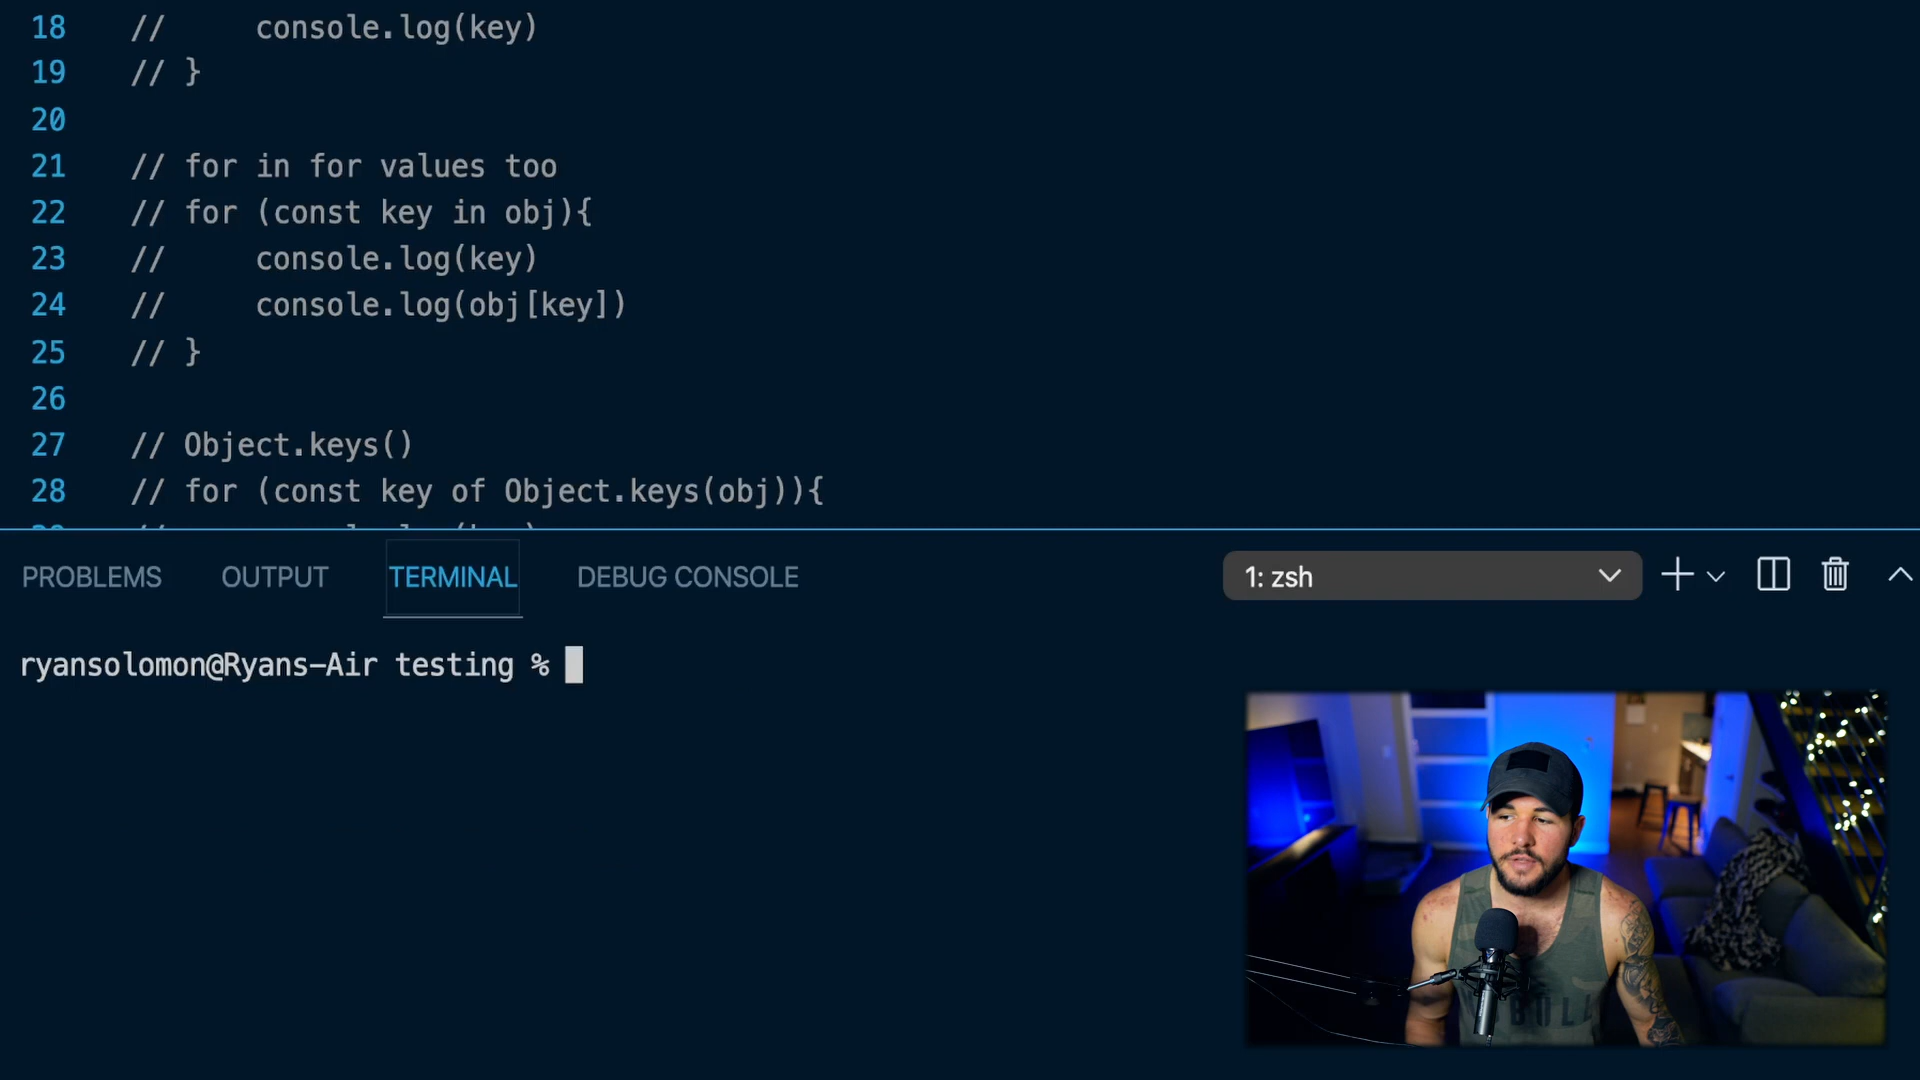 18 //     console.log(key)
19 // }
20
21 // for in for values too
22 // for (const key in obj){
23 //     console.log(key)
24 //     console.log(obj[key])
25 // }
26
27 // Object.keys()
28 // for (const key of Object.keys(obj)){
PROBLEMS OUTPUT TERMINAL DEBUG CONSOLE 1: zsh
ryansolomon@Ryans-Air testing %